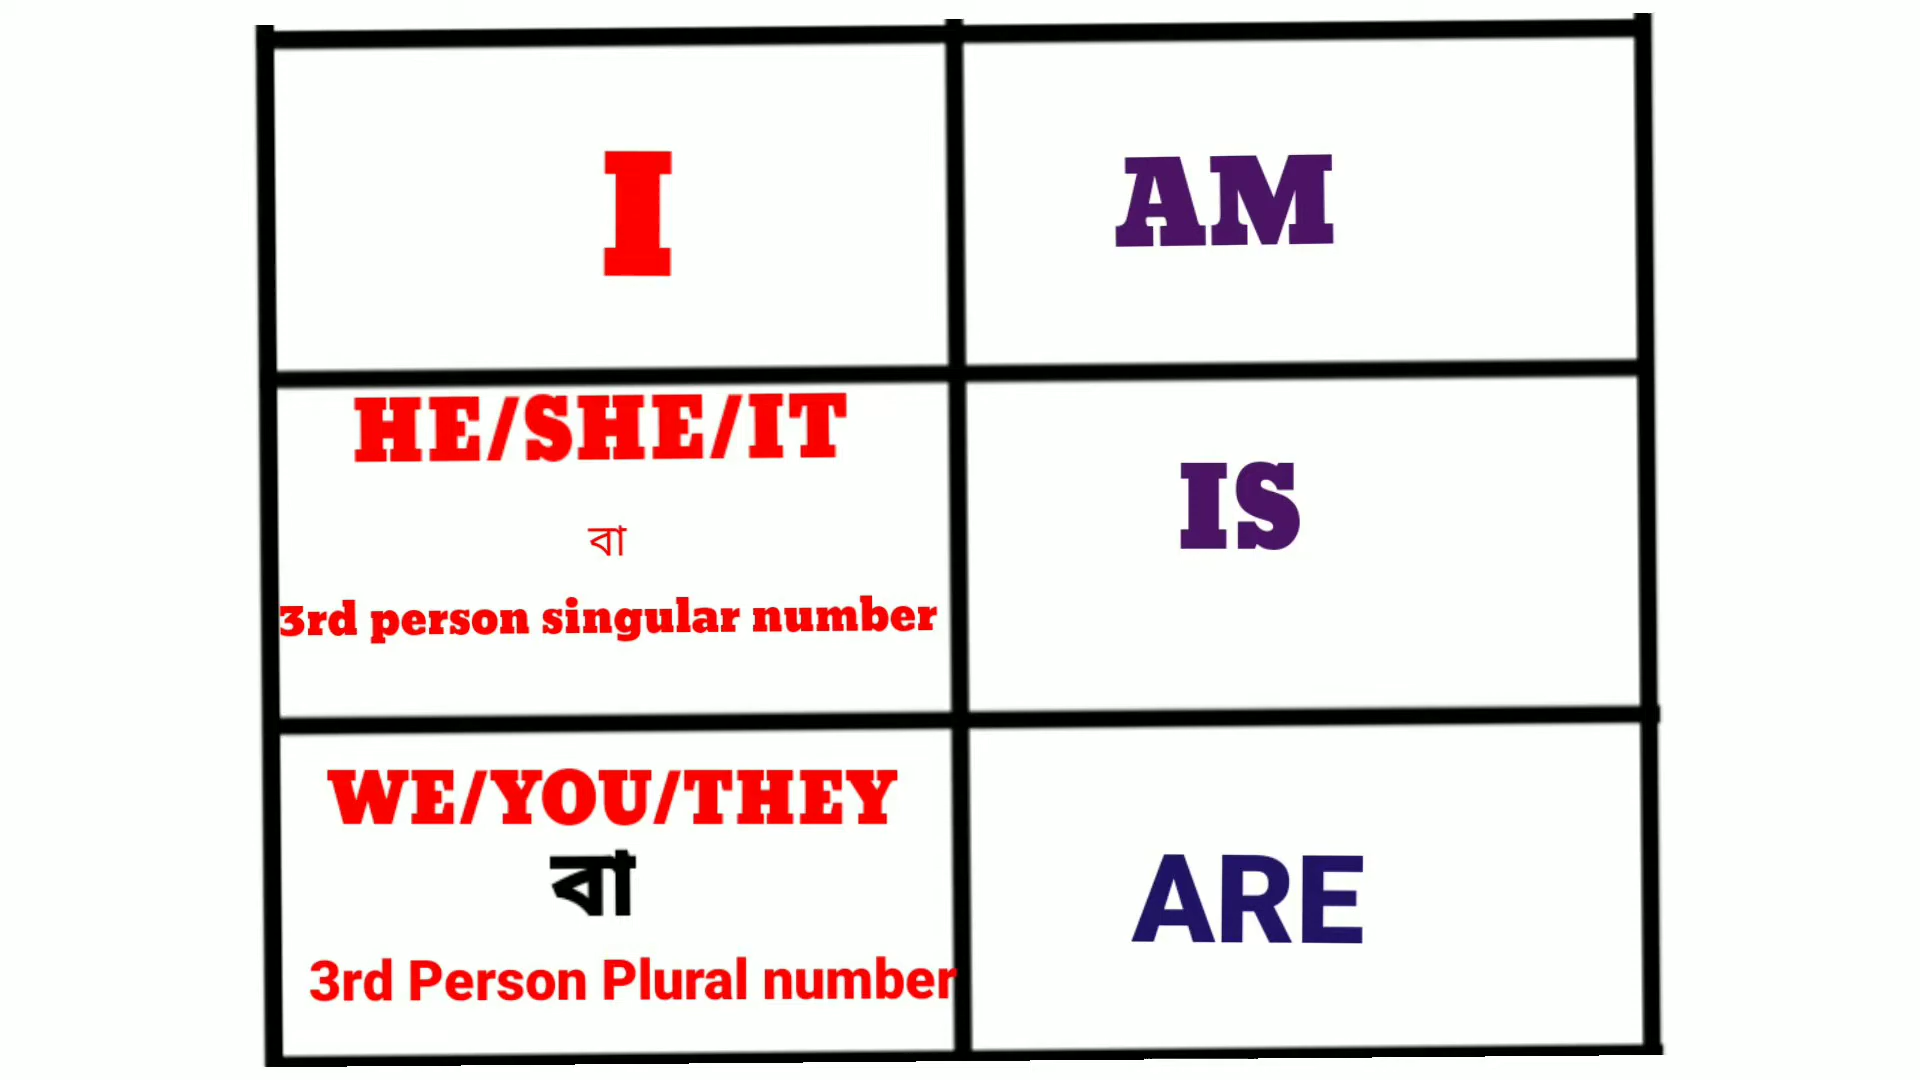 I
AM
HE/SHE/IT
বা
3rd person singular number
IS
WE/YOU/THEY
বা
3rd Person Plural number
ARE